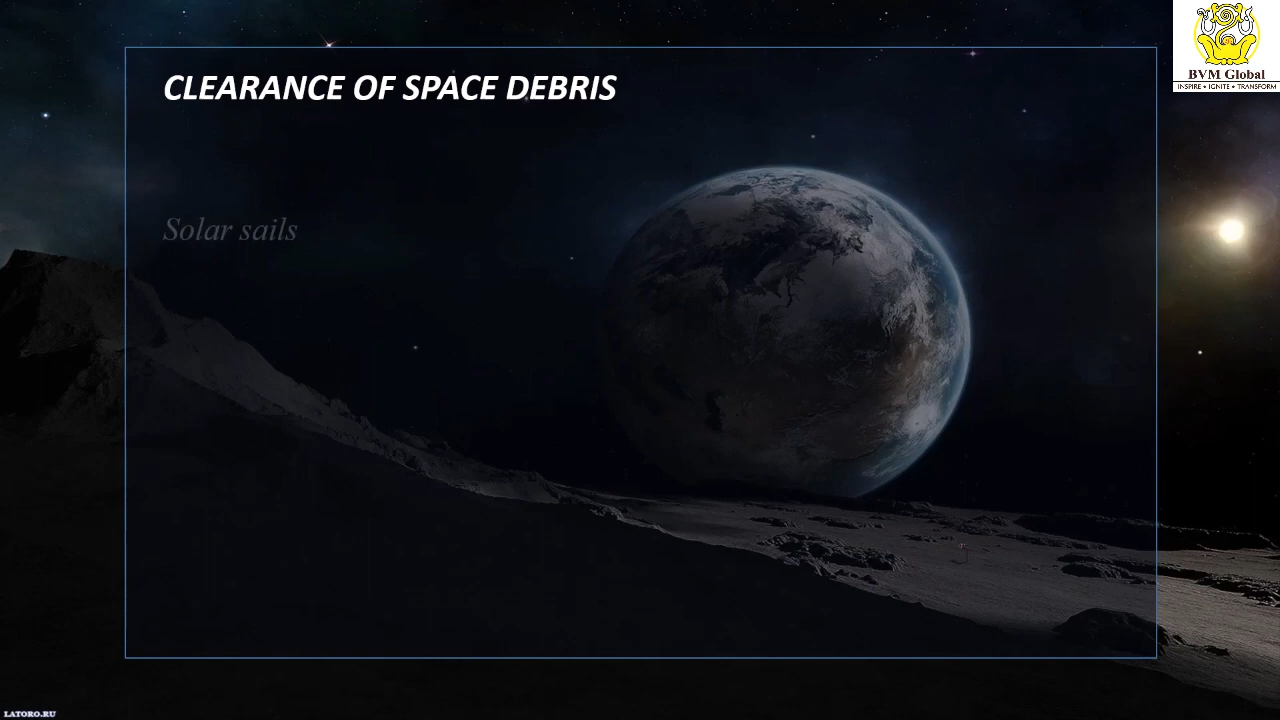 CLEARANCE OF SPACE DEBRIS
Solar sails
BVM Global
INSPIRE • IGNITE • TRANSFORM
LATORO.RU